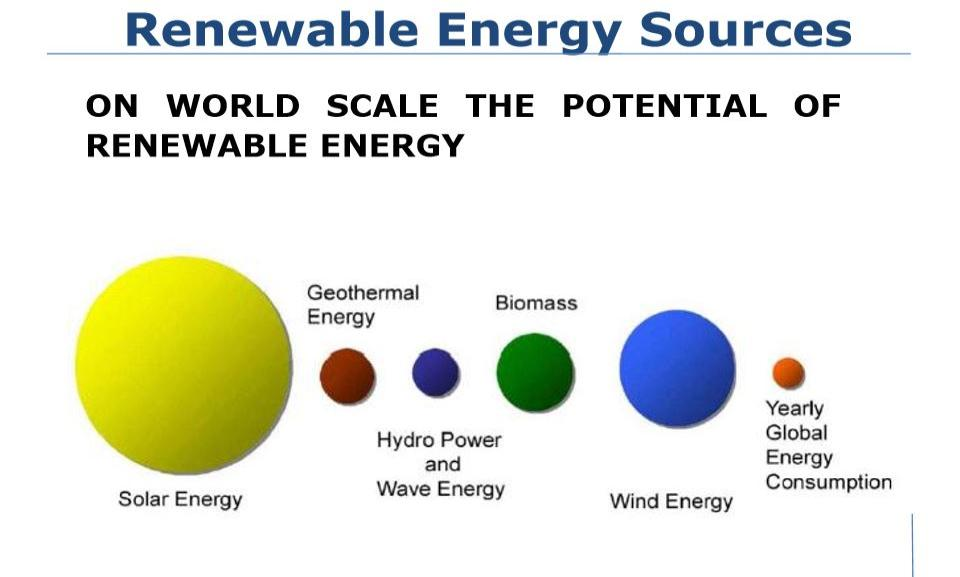 Renewable Energy Sources
ON WORLD SCALE THE POTENTIAL OF
RENEWABLE ENERGY
Geothermal
Energy
Biomass
Hydro Power
and
Wave Energy
Solar Energy
Wind Energy
Yearly
Global
Energy
Consumption